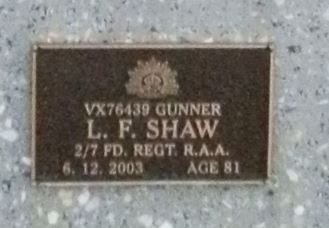 VX76439 GUNNER
L. F. SHAW
2/7 FD. REGT. R.A.A.
6. 12. 2003 AGE 81